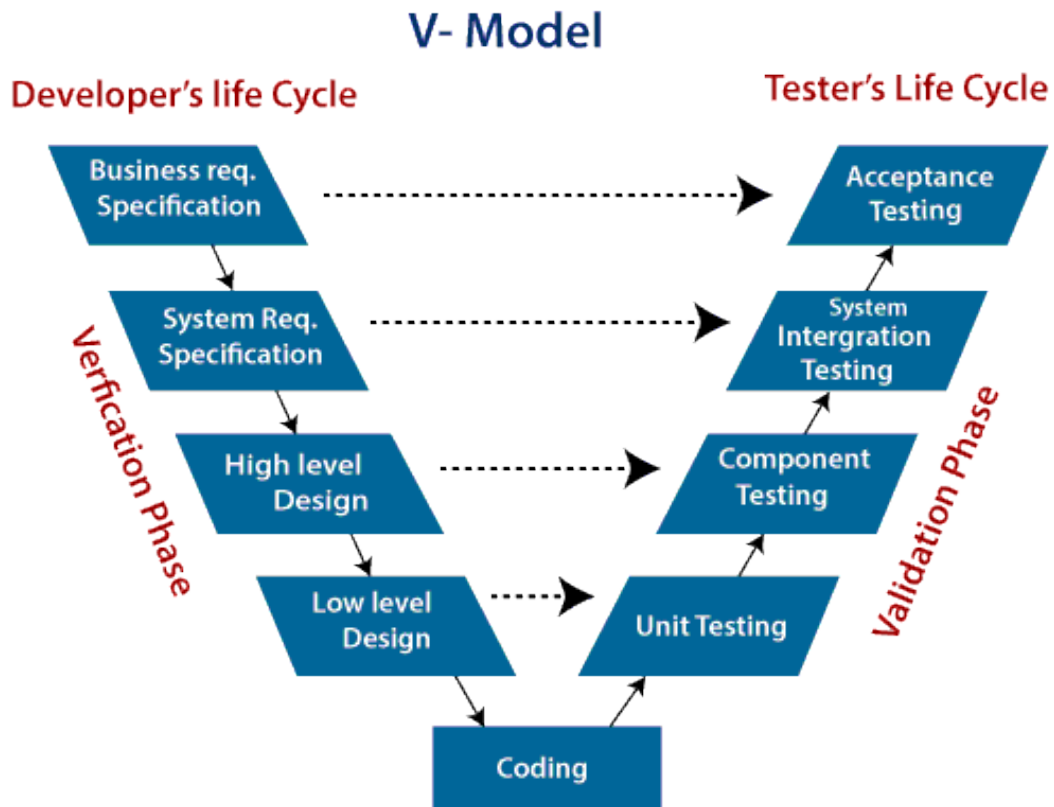 V- Model
Developer's life Cycle
Tester's Life Cycle
Business req.
Specification
Acceptance
Testing
System Req.
Specification
System
Intergration
Testing
Verfication Phase
High level
Design
Component
Testing
Validation Phase
Low level
Design
Unit Testing
Coding